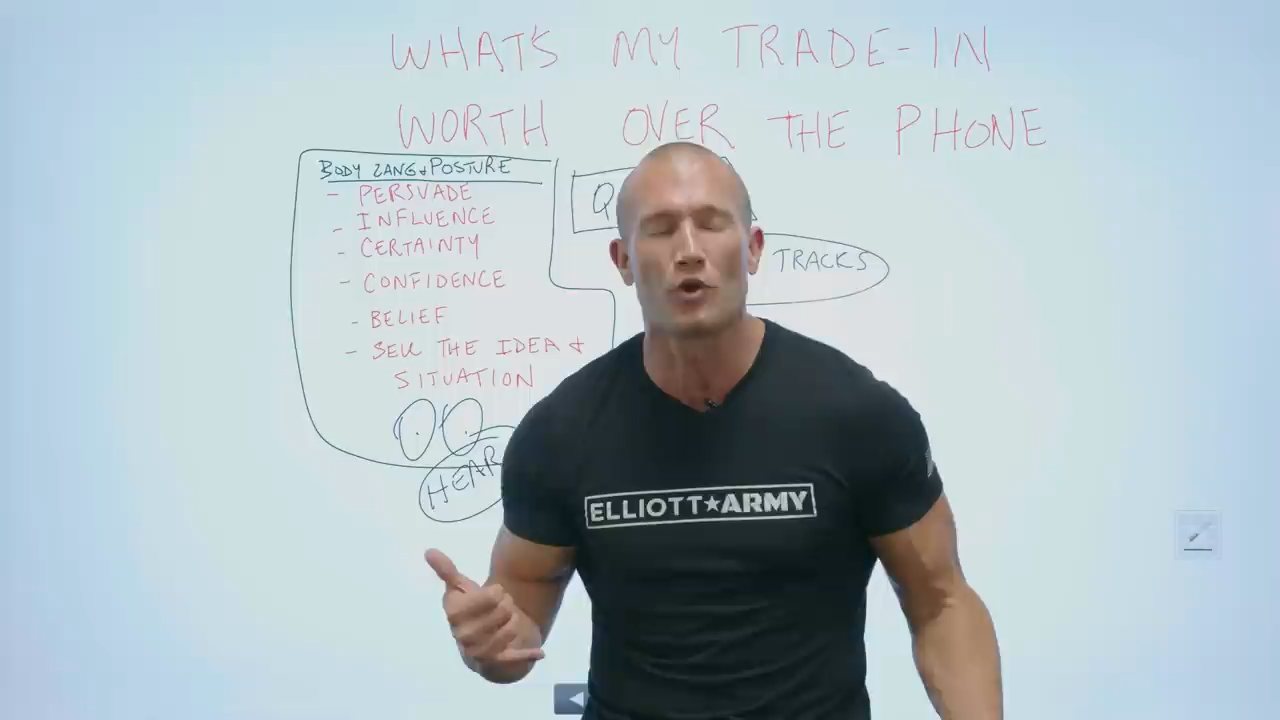 WHAT'S MY TRADE-IN
WORTH OVER THE PHONE
BODY LANG + POSTURE
- PERSUADE
- INFLUENCE
- CERTAINTY
- CONFIDENCE
- BELIEF
- SELL THE IDEA +
SITUATION
HEAR
Q
TRACKS
ELLIOTT★ARMY